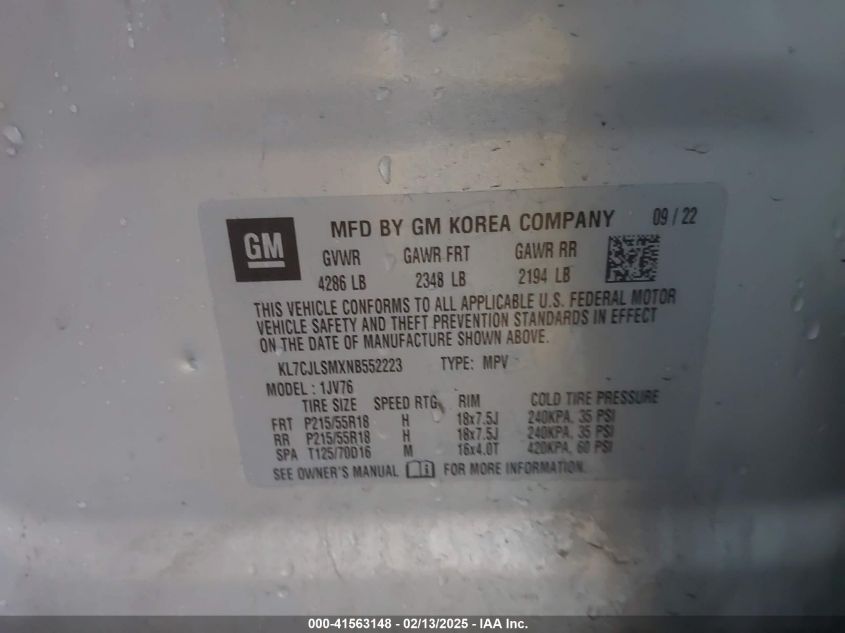 GM MFD BY GM KOREA COMPANY 09 / 22
GVWR GAWR FRT GAWR RR
4286 LB 2348 LB 2194 LB
THIS VEHICLE CONFORMS TO ALL APPLICABLE U.S. FEDERAL MOTOR
VEHICLE SAFETY AND THEFT PREVENTION STANDARDS IN EFFECT
ON THE DATE OF MANUFACTURE SHOWN ABOVE.
KL7CJLSMXNB552223 TYPE: MPV
MODEL : 1JV76
TIRE SIZE SPEED RTG RIM COLD TIRE PRESSURE
FRT P215/55R18 H 18x7.5J 240KPA, 35 PSI
RR P215/55R18 H 18x7.5J 240KPA, 35 PSI
SPA T125/70D16 M 16x4.0T 420KPA, 60 PSI
SEE OWNER'S MANUAL FOR MORE INFORMATION.
000-41563148 - 02/13/2025 - IAA Inc.